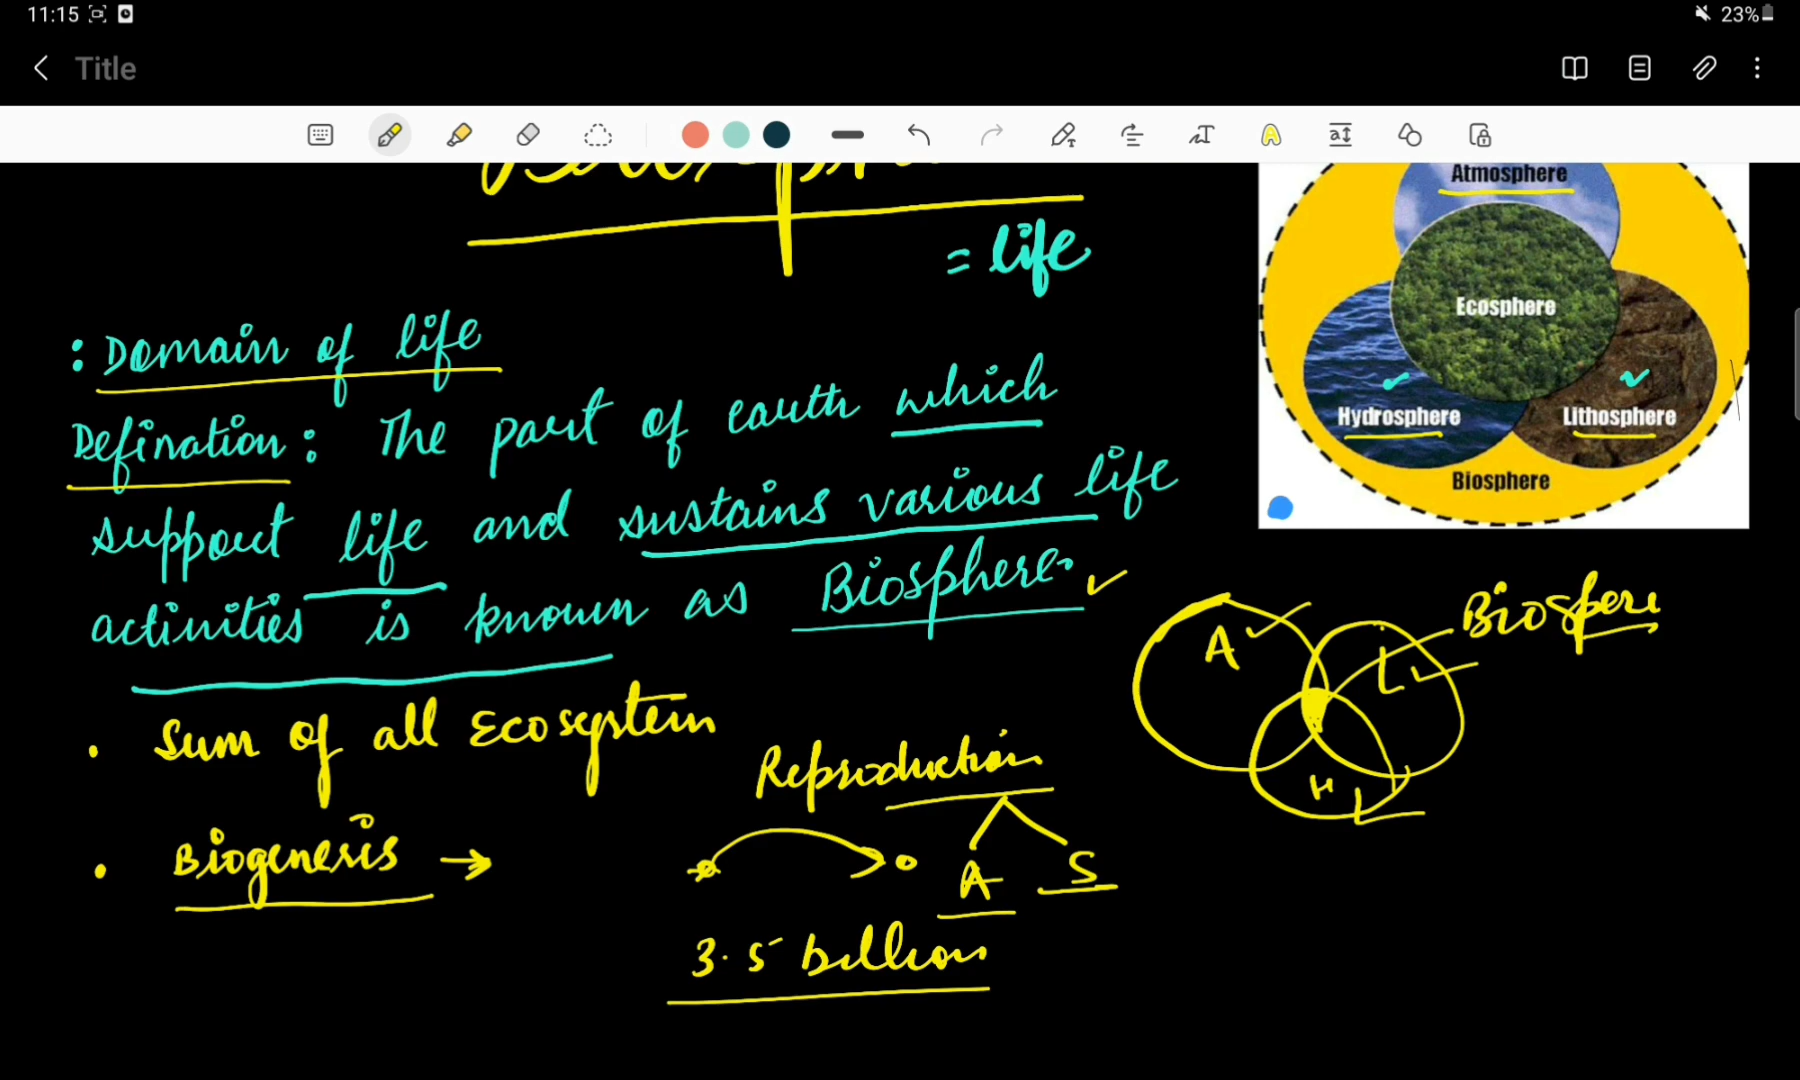 11:15
23%
Title
= life
: Domain of life
Defination : The part of earth which
support life and sustains various life
activities is known as Biosphere.
• Sum of all Ecosystem
• Biogenesis →
Reproduction
A S
3.5 billion
Atmosphere
Ecosphere
Hydrosphere
Lithosphere
Biosphere
Biospere
A
L
H